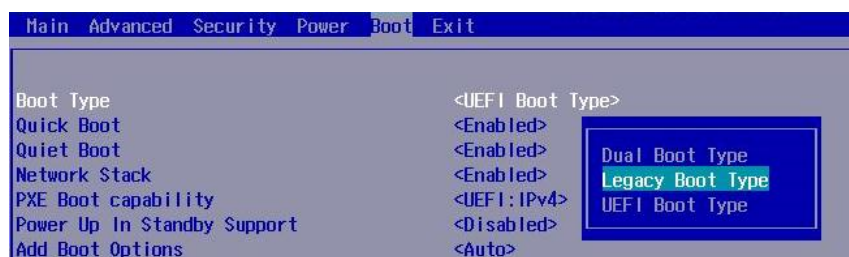 Main Advanced Security Power Boot Exit
Boot Type <UEFI Boot Type>
Quick Boot <Enabled>
Quiet Boot <Enabled>
Network Stack <Enabled>
PXE Boot capability <UEFI:IPv4>
Power Up In Standby Support <Disabled>
Add Boot Options <Auto>
Dual Boot Type
Legacy Boot Type
UEFI Boot Type